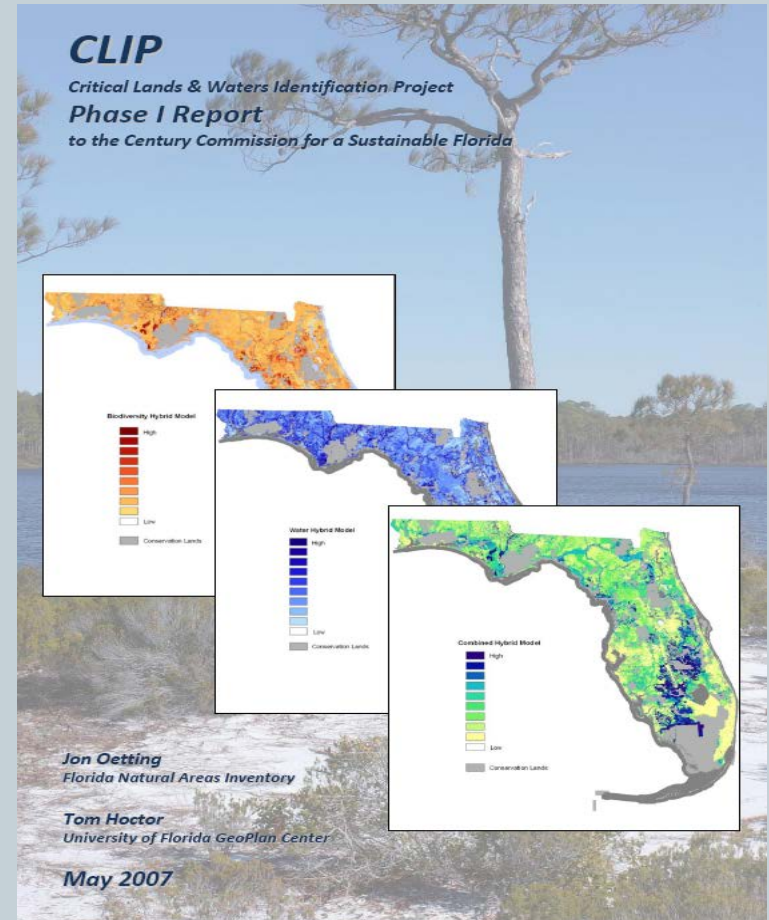 CLIP
Critical Lands & Waters Identification Project
Phase I Report
to the Century Commission for a Sustainable Florida
Biodiversity Hybrid Model
High
Low
Conservation Lands
Water Hybrid Model
High
Low
Conservation Lands
Combined Hybrid Model
High
Low
Conservation Lands
Jon Oetting
Florida Natural Areas Inventory
Tom Hoctor
University of Florida GeoPlan Center
May 2007